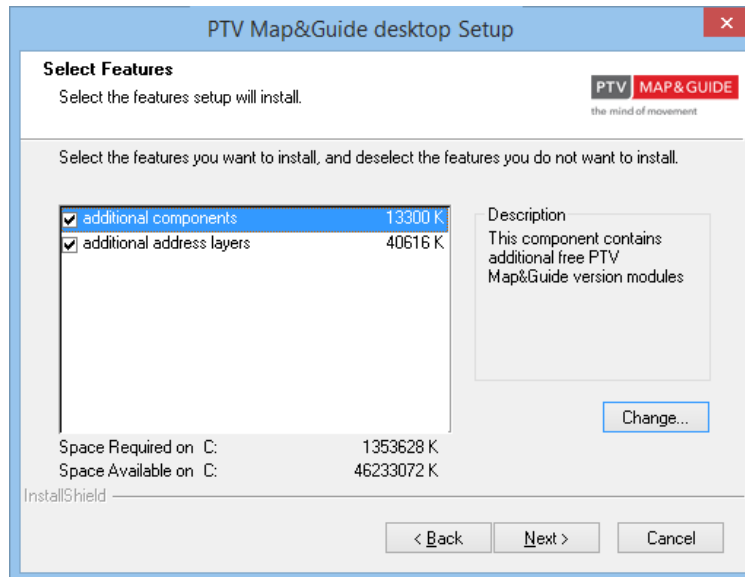 PTV Map&Guide desktop Setup
Select Features
Select the features setup will install.
PTV MAP&GUIDE
the mind of movement
Select the features you want to install, and deselect the features you do not want to install.
additional components 13300 K
additional address layers 40616 K
Description
This component contains
additional free PTV
Map&Guide version modules
Change...
Space Required on C: 1353628 K
Space Available on C: 46233072 K
InstallShield
< Back
Next >
Cancel